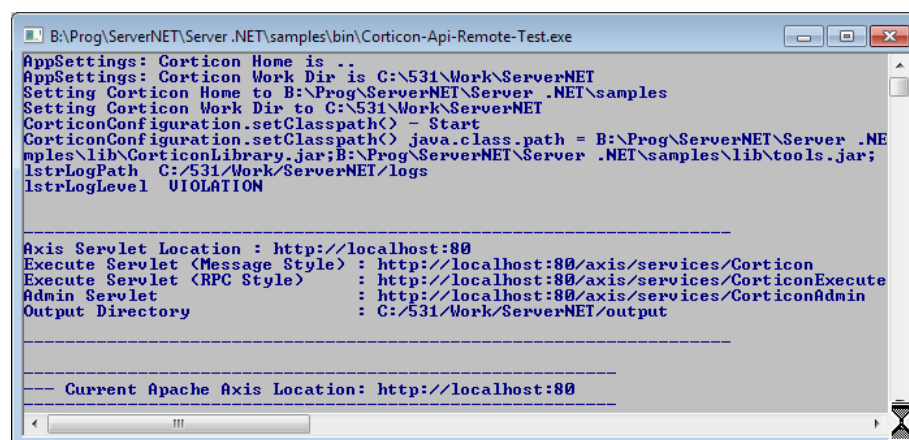 B:\Prog\ServerNET\Server .NET\samples\bin\Corticon-Api-Remote-Test.exe
AppSettings: Corticon Home is ..
AppSettings: Corticon Work Dir is C:\531\Work\ServerNET
Setting Corticon Home to B:\Prog\ServerNET\Server .NET\samples
Setting Corticon Work Dir to C:\531\Work\ServerNET
CorticonConfiguration.setClasspath() - Start
CorticonConfiguration.setClasspath() java.class.path = B:\Prog\ServerNET\Server .NE
mples\lib\CorticonLibrary.jar;B:\Prog\ServerNET\Server .NET\samples\lib\tools.jar;
lstrLogPath  C:/531/Work/ServerNET/logs
lstrLogLevel  VIOLATION
Axis Servlet Location : http://localhost:80
Execute Servlet (Message Style) : http://localhost:80/axis/services/Corticon
Execute Servlet (RPC Style)     : http://localhost:80/axis/services/CorticonExecute
Admin Servlet                   : http://localhost:80/axis/services/CorticonAdmin
Output Directory                : C:/531/Work/ServerNET/output
--- Current Apache Axis Location: http://localhost:80